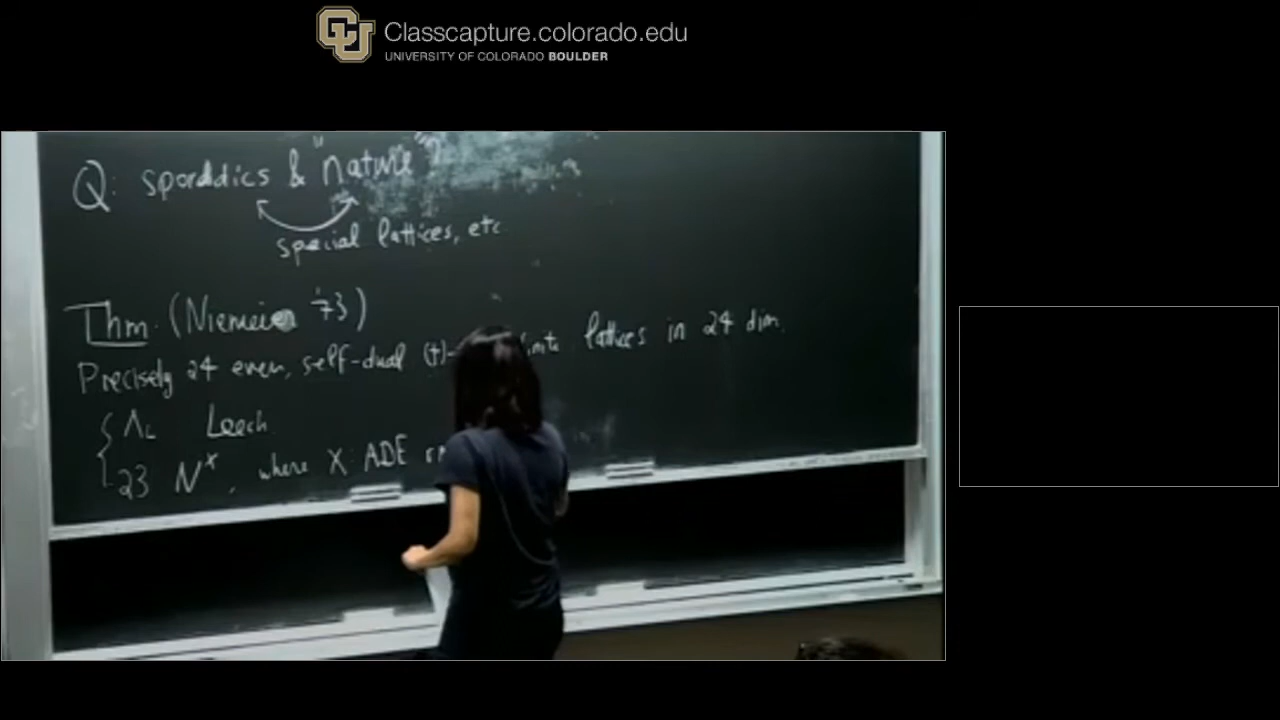 Classcapture.colorado.edu
UNIVERSITY OF COLORADO BOULDER
Q: sporadics & "nature"?
special lattices, etc.
Thm. (Niemeier '73)
Precisely 24 even, self-dual (+)- lattices in 24 dim.
Λ_L Leech
23 N^X, where X: ADE